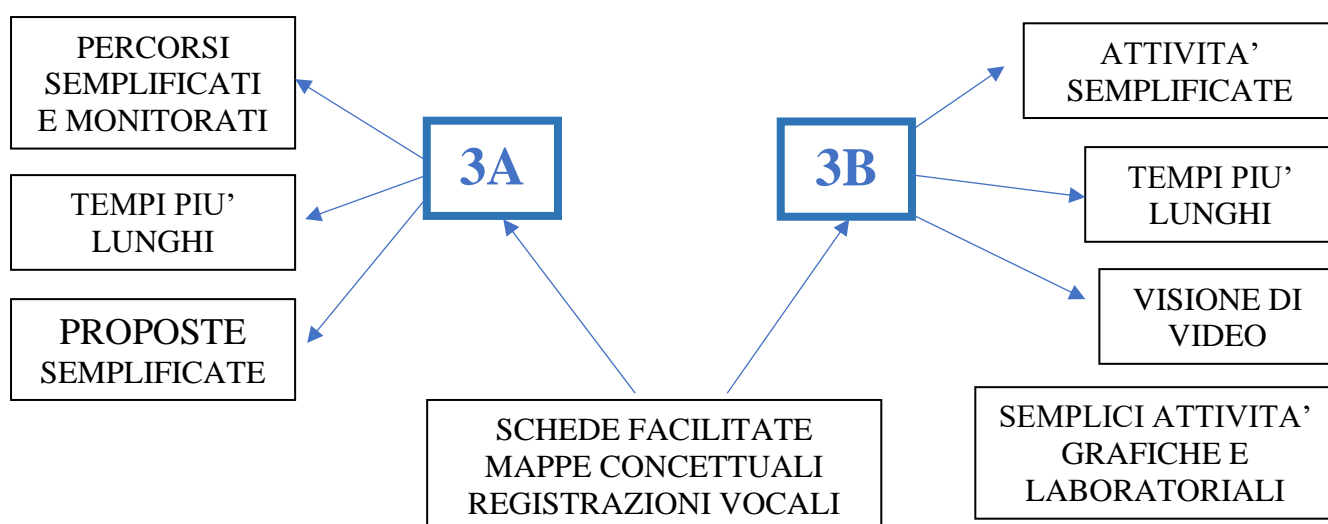 PERCORSI
SEMPLIFICATI
E MONITORATI
TEMPI PIU’
LUNGHI
PROPOSTE
SEMPLIFICATE
3A
3B
ATTIVITA’
SEMPLIFICATE
TEMPI PIU’
LUNGHI
VISIONE DI
VIDEO
SEMPLICI ATTIVITA’
GRAFICHE E
LABORATORIALI
SCHEDE FACILITATE
MAPPE CONCETTUALI
REGISTRAZIONI VOCALI